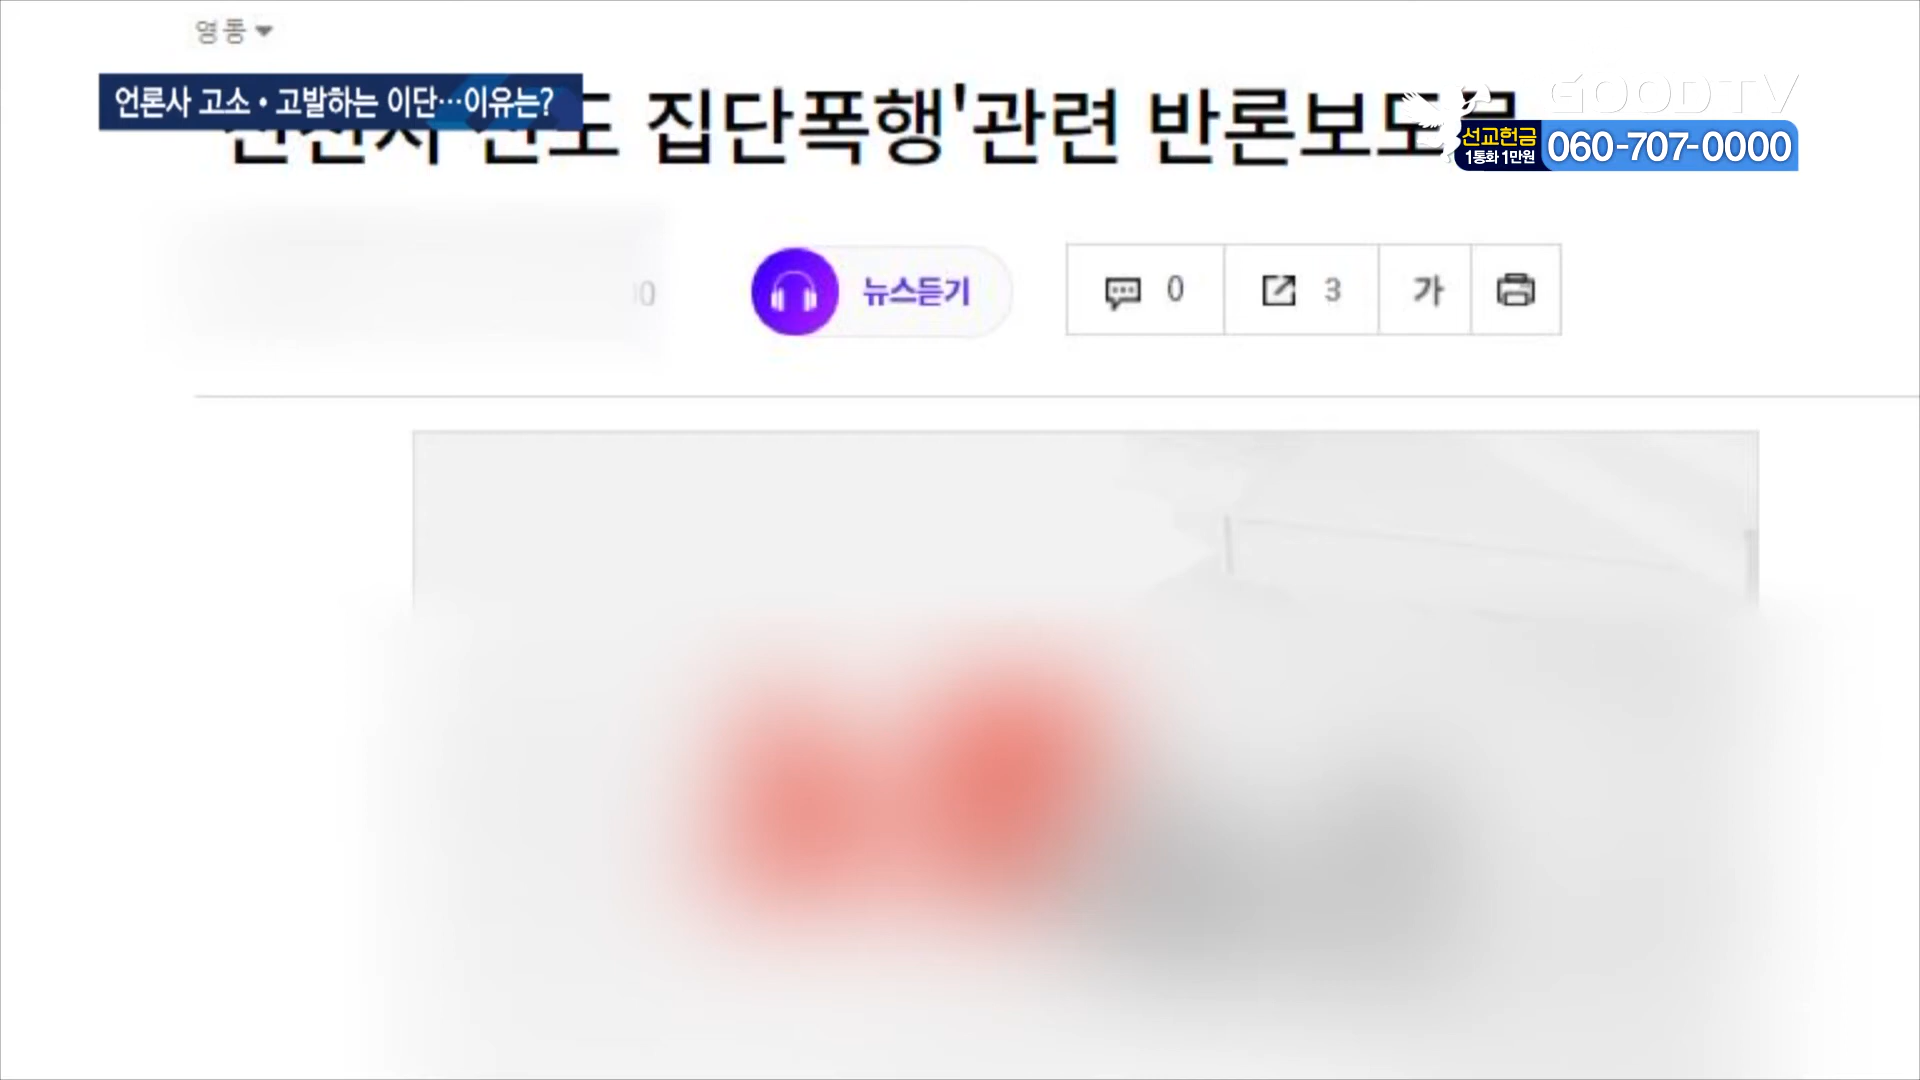 영동
언론사 고소·고발하는 이단…이유는?
집단폭행'관련 반론보도문
GOODTV
선교헌금
1통화 1만원
060-707-0000
뉴스듣기
0
3
가